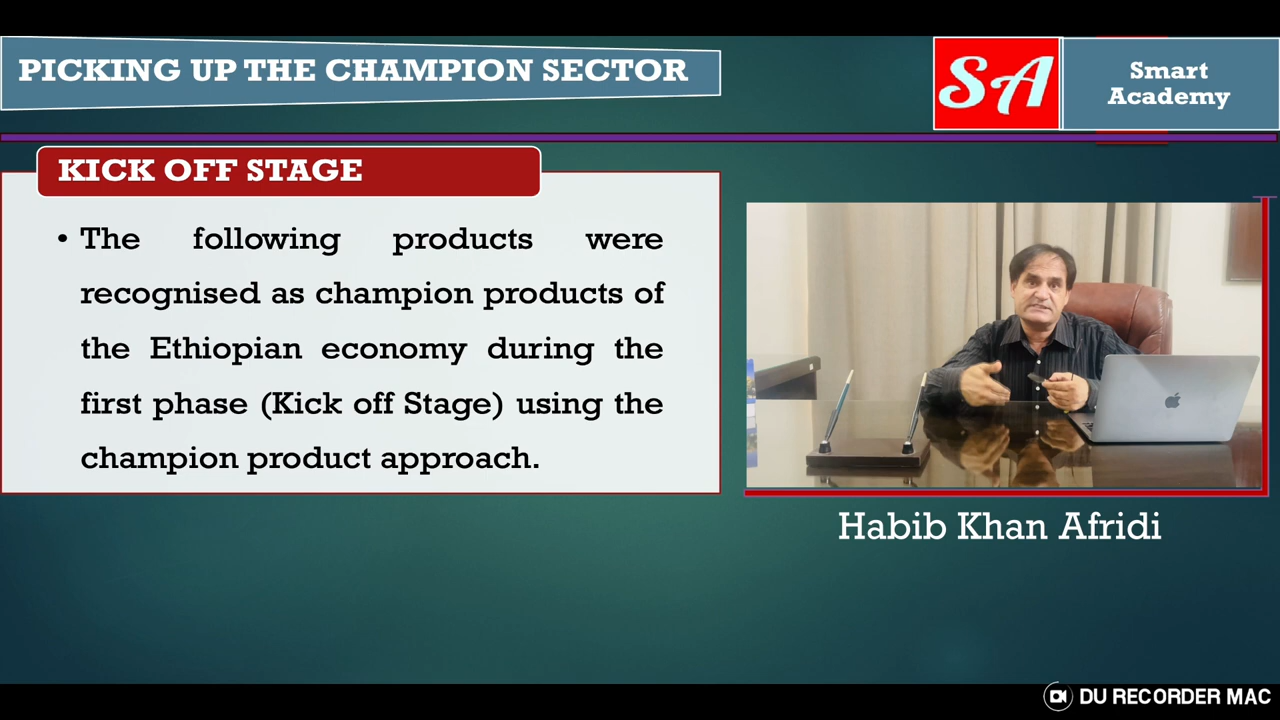 PICKING UP THE CHAMPION SECTOR
SA
Smart
Academy
KICK OFF STAGE
• The following products were
recognised as champion products of
the Ethiopian economy during the
first phase (Kick off Stage) using the
champion product approach.
Habib Khan Afridi
DU RECORDER MAC